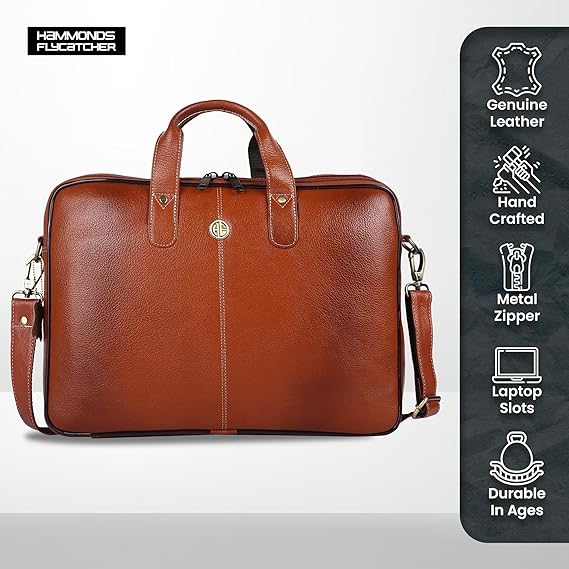 HAMMONDS
FLYCATCHER
Genuine
Leather
Hand
Crafted
Metal
Zipper
Laptop
Slots
Durable
In Ages